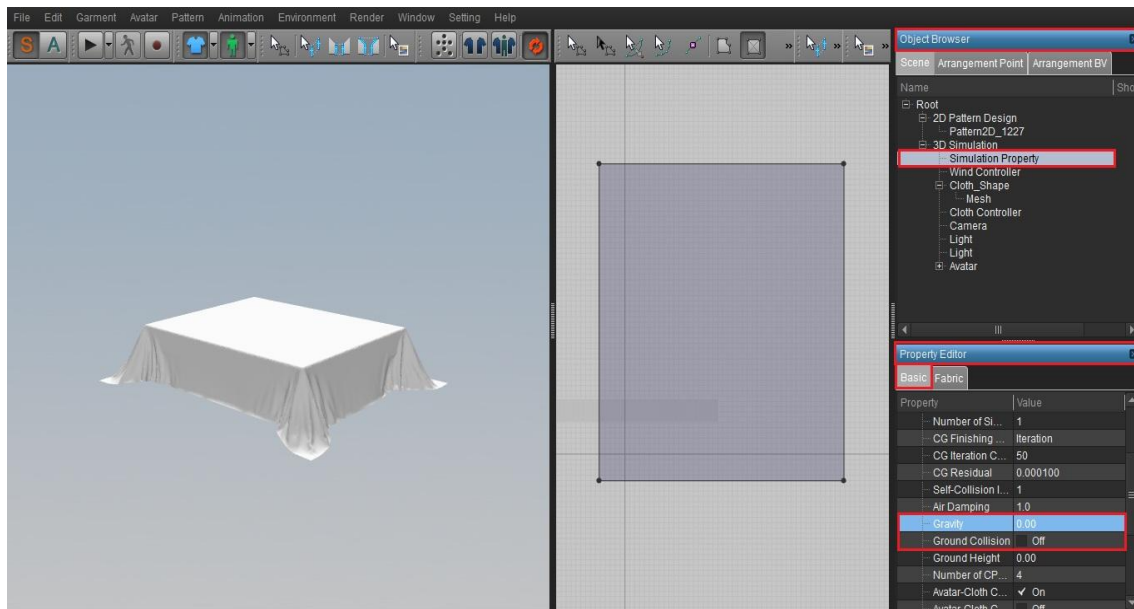 File Edit Garment Avatar Pattern Animation Environment Render Window Setting Help
S A
» » »
Object Browser
Scene Arrangement Point Arrangement BV
Name Sho
Root
2D Pattern Design
Pattern2D_1227
3D Simulation
Simulation Property
Wind Controller
Cloth_Shape
Mesh
Cloth Controller
Camera
Light
Light
Avatar
Property Editor
Basic Fabric
Property Value
Number of Si... 1
CG Finishing ... Iteration
CG Iteration C... 50
CG Residual 0.000100
Self-Collision I... 1
Air Damping 1.0
Gravity 0.00
Ground Collision Off
Ground Height 0.00
Number of CP... 4
Avatar-Cloth C... On
Avatar-Cloth C... Off